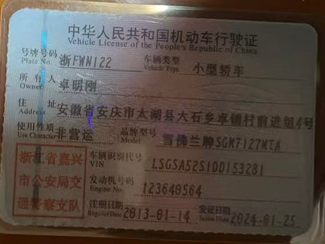 中华人民共和国机动车行驶证
Vehicle License of the People's Republic of China
号牌号码 浙FWN122 车辆类型 小型轿车
Plate No. Vehicle Type
所有人 卓明刚
Owner
住址 安徽省安庆市太湖县大石乡卓铺村前进组4号
Address
使用性质 非营运 品牌型号 雪佛兰牌SGM7127MTA
Use Character Model
浙江省嘉兴 车辆识别代号 LSGSA52S1DD153281
VIN
市公安局交 发动机号码 123640564
Engine No.
通警察支队 注册日期 2013-01-14 发证日期 2024-01-25
Register Date Issue Date